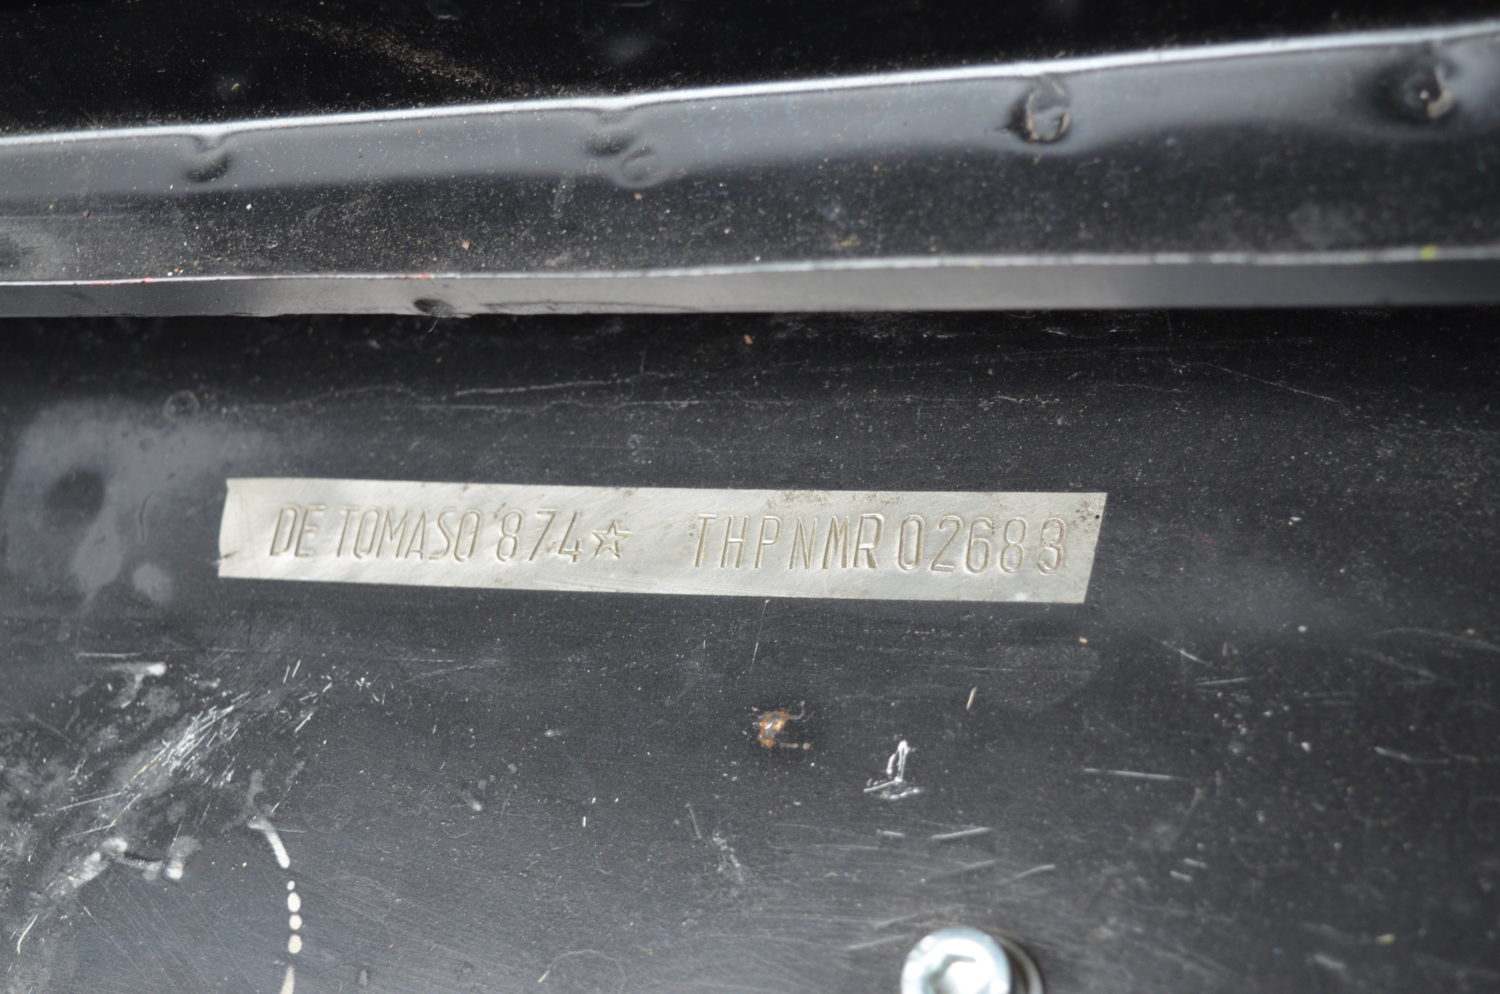 DE TOMASO 874☆ THPNMR02683